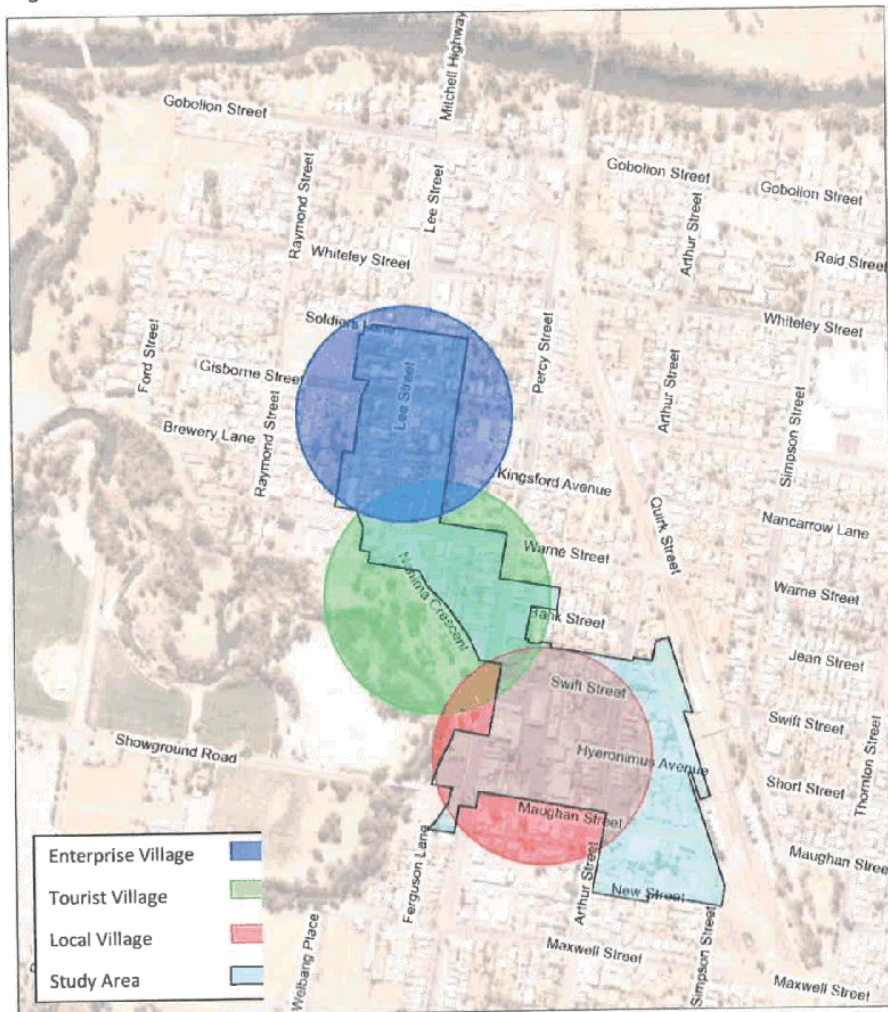 Mitchell Highway
Gobolion Street
Raymond Street
Lee Street
Gobolion Street
Gobolion Street
Arthur Street
Reid Street
Whiteley Street
Whiteley Street
Soldiers Lane
Percy Street
Ford Street
Gisborne Street
Lee Street
Arthur Street
Simpson Street
Brewery Lane
Raymond Street
Kingsford Avenue
Quirk Street
Nancarrow Lane
Warne Street
Warne Street
Nanima Crescent
Bank Street
Jean Street
Swift Street
Swift Street
Showground Road
Hyeronimus Avenue
Short Street
Thornton Street
Maughan Street
Maughan Street
Enterprise Village
Tourist Village
Local Village
Study Area
Ferguson Lane
Arthur Street
New Street
Welbang Place
Maxwell Street
Simpson Street
Maxwell Street